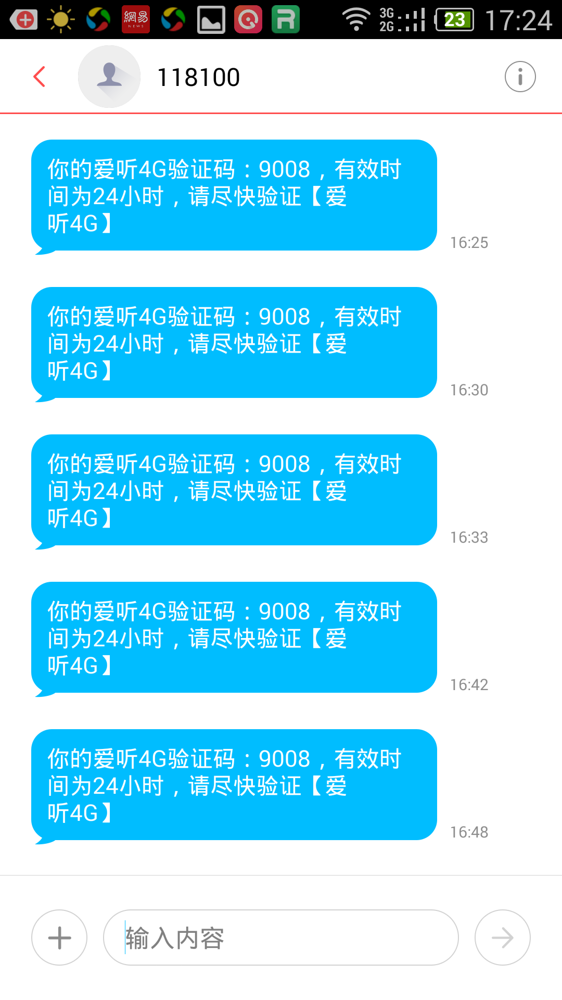 網易
NEWS
3G
2G
23
17:24
118100
你的爱听4G验证码：9008，有效时
间为24小时，请尽快验证【爱
听4G】
16:25
你的爱听4G验证码：9008，有效时
间为24小时，请尽快验证【爱
听4G】
16:30
你的爱听4G验证码：9008，有效时
间为24小时，请尽快验证【爱
听4G】
16:33
你的爱听4G验证码：9008，有效时
间为24小时，请尽快验证【爱
听4G】
16:42
你的爱听4G验证码：9008，有效时
间为24小时，请尽快验证【爱
听4G】
16:48
输入内容